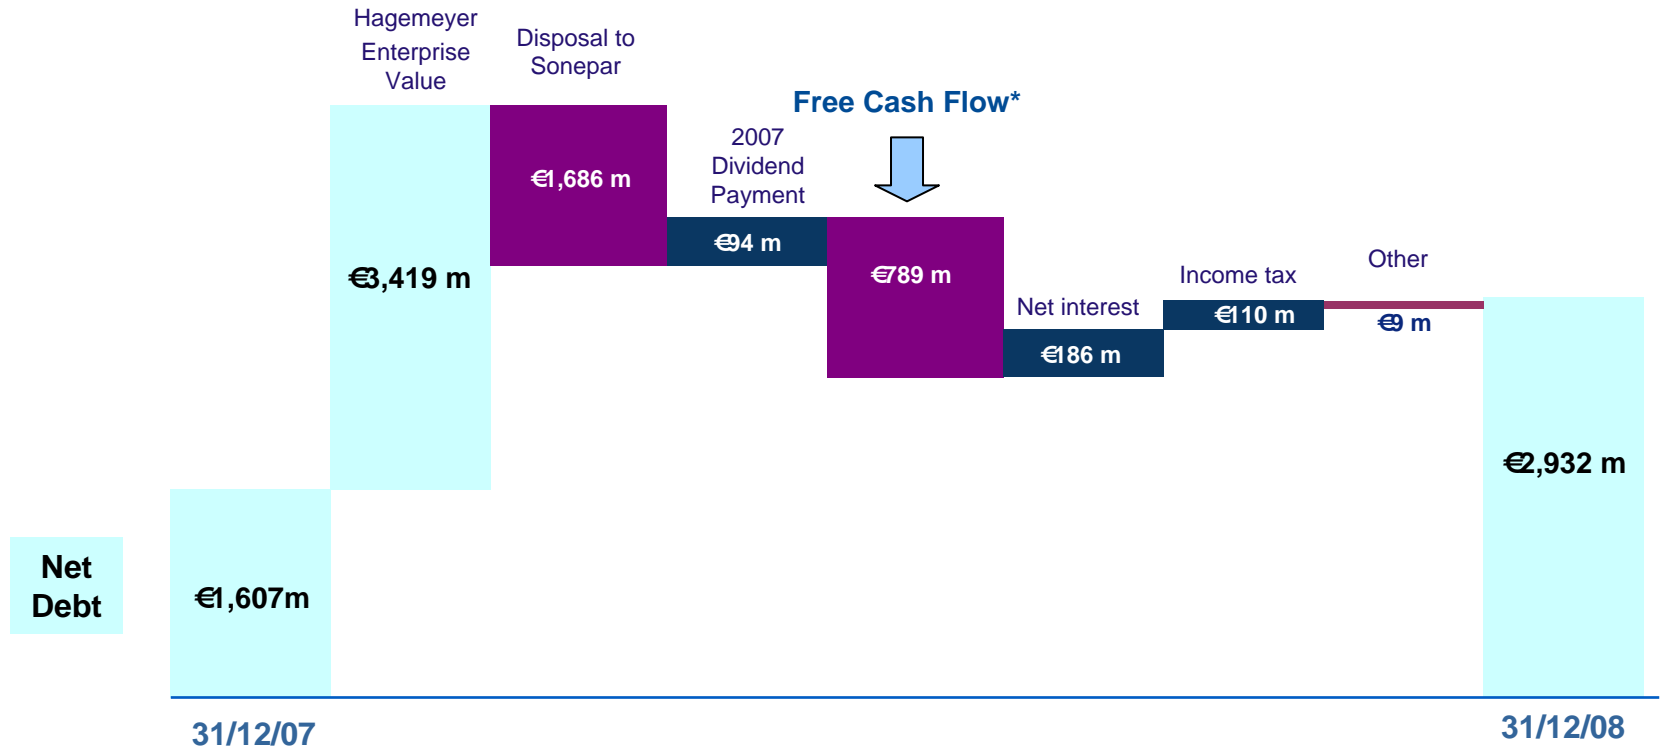 Hagemeyer
Enterprise
Value
Disposal to
Sonepar
Free Cash Flow*
2007
Dividend
Payment
€1,686 m
€94 m
€3,419 m
€789 m
Other
Income tax
Net interest
€110 m
€9 m
€186 m
€2,932 m
Net
Debt
€1,607m
31/12/07
31/12/08